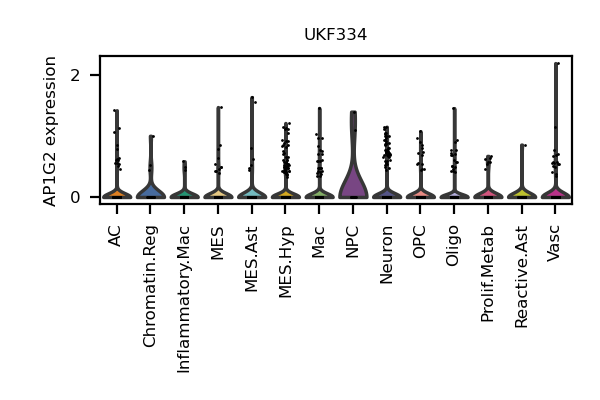 UKF334
AP1G2 expression
2
0
AC
Chromatin.Reg
Inflammatory.Mac
MES
MES.Ast
MES.Hyp
Mac
NPC
Neuron
OPC
Oligo
Prolif.Metab
Reactive.Ast
Vasc